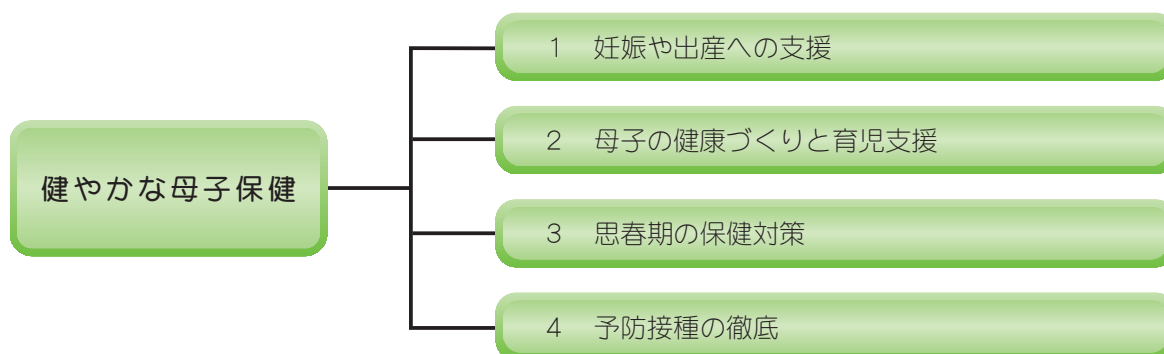 健やかな母子保健
1 妊娠や出産への支援
2 母子の健康づくりと育児支援
3 思春期の保健対策
4 予防接種の徹底